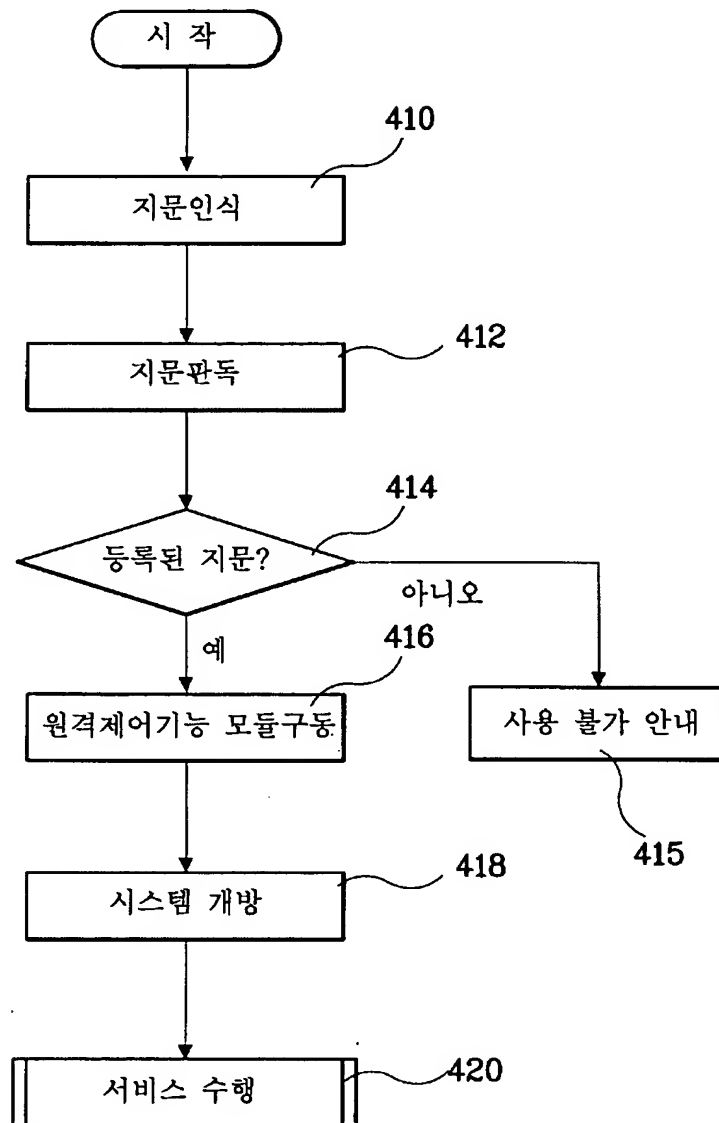 시 작
410
지문인식
412
지문판독
414
등록된 지문?
아니오
예
416
원격제어기능 모듈구동
사용 불가 안내
415
418
시스템 개방
420
서비스 수행